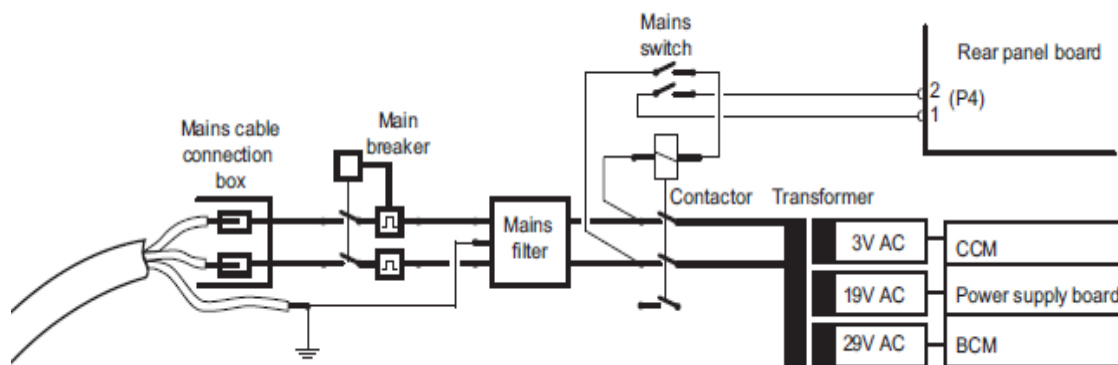 Mains
switch
Rear panel board
2
(P4)
1
Main
breaker
Mains cable
connection
box
Contactor
Transformer
Mains
filter
3V AC
CCM
19V AC
Power supply board
29V AC
BCM